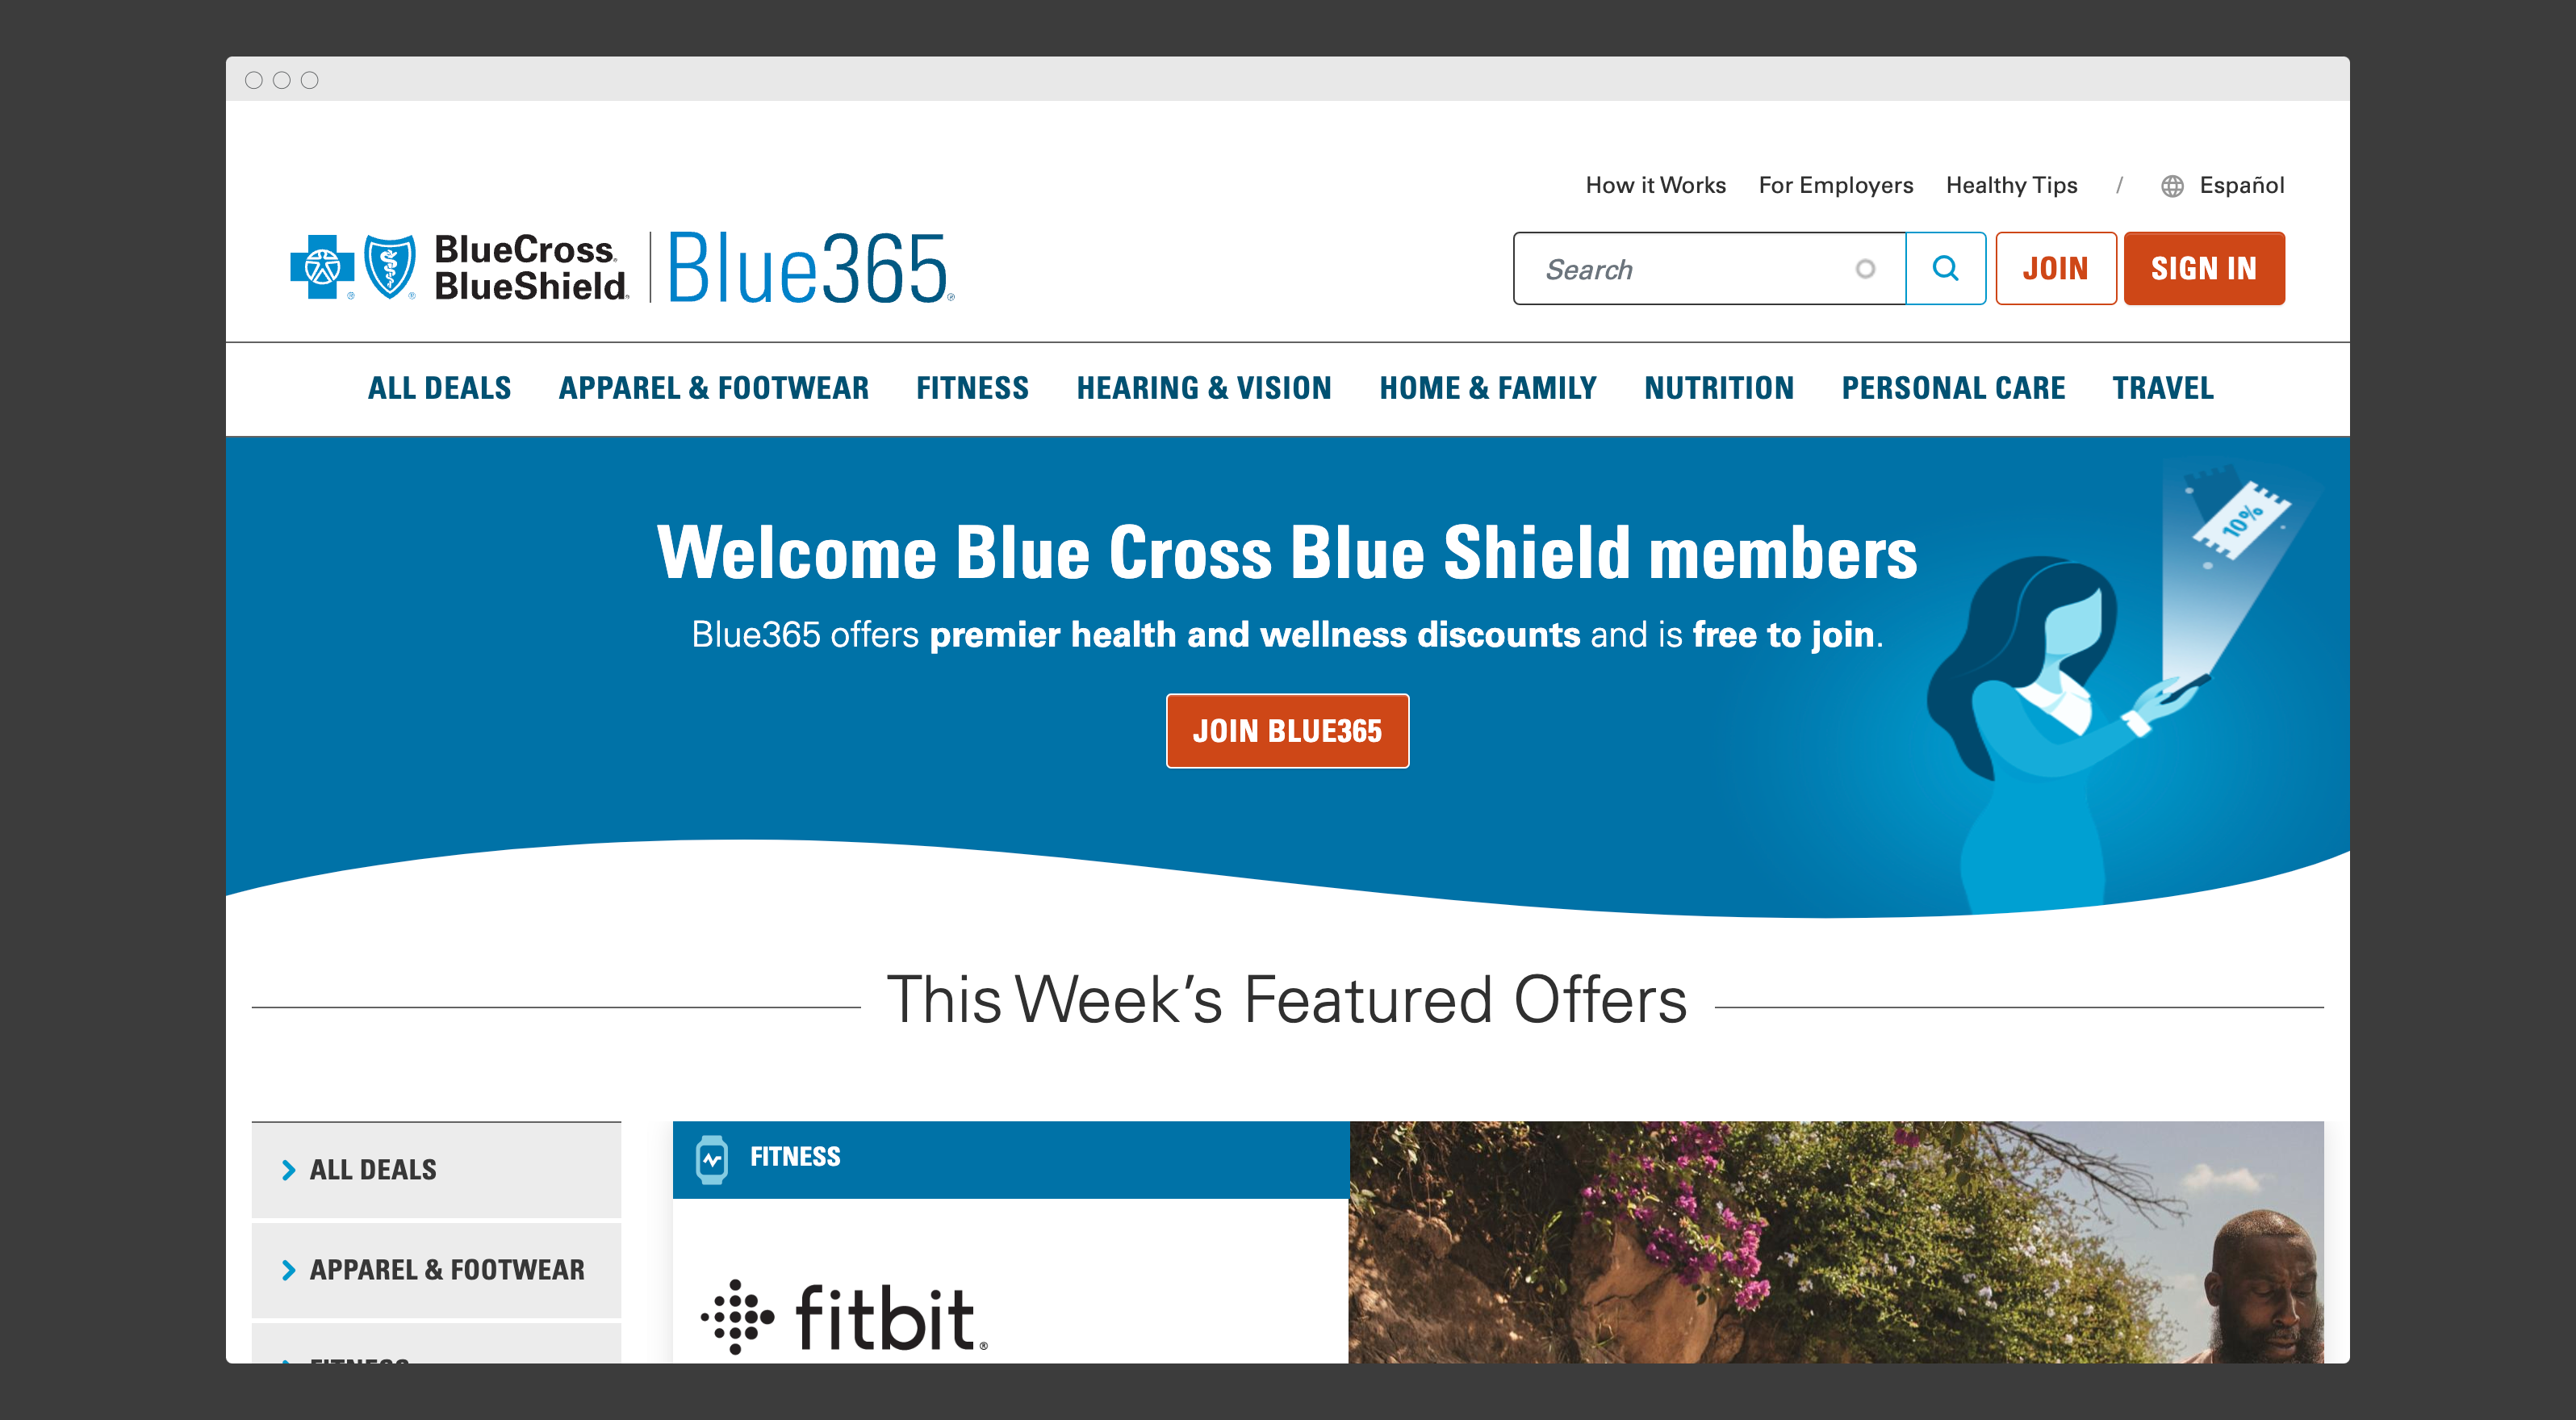 How it Works For Employers Healthy Tips / Español
BlueCross®
BlueShield®
Blue365®
Search
JOIN
SIGN IN
ALL DEALS APPAREL & FOOTWEAR FITNESS HEARING & VISION HOME & FAMILY NUTRITION PERSONAL CARE TRAVEL
10%
Welcome Blue Cross Blue Shield members
Blue365 offers premier health and wellness discounts and is free to join.
JOIN BLUE365
This Week’s Featured Offers
ALL DEALS
APPAREL & FOOTWEAR
FITNESS
FITNESS
fitbit®